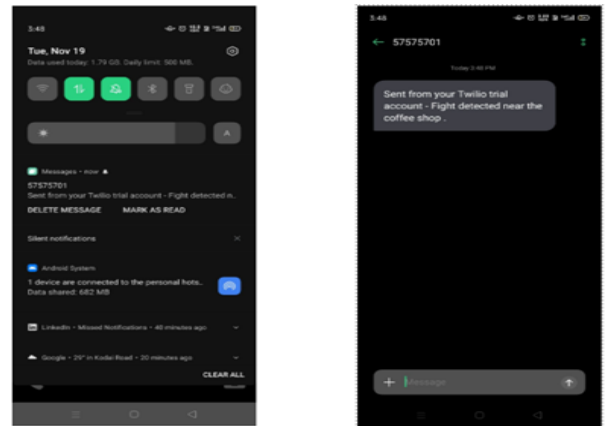 3:48
Tue, Nov 19
Data used today: 1.79 GB. Daily limit: 500 MB.
A
Messages • now
57575701
Sent from your Twilio trial account - Fight detected n..
DELETE MESSAGE MARK AS READ
Silent notifications
Android System
1 device are connected to the personal hots..
Data shared: 682 MB
LinkedIn • Missed Notifications • 40 minutes ago
Google • 29° in Kodai Road • 20 minutes ago
CLEAR ALL
3:48
57575701
Today 3:48 PM
Sent from your Twilio trial
account - Fight detected near the
coffee shop .
Message